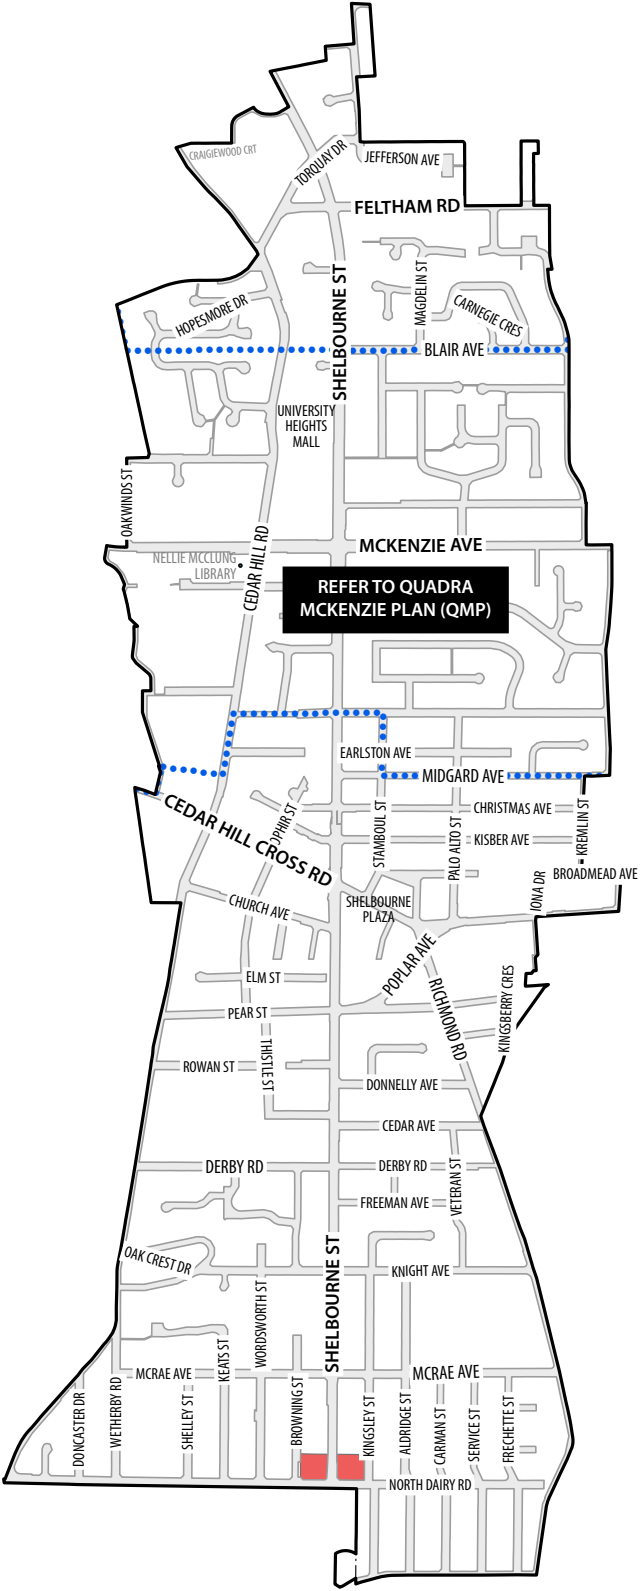 CRAIGIEWOOD CRT
TORQUAY DR
JEFFERSON AVE
FELTHAM RD
SHELBOURNE ST
MAGDELIN ST
CARNEGIE CRES
HOPESMORE DR
BLAIR AVE
UNIVERSITY
HEIGHTS
MALL
OAKWINDS ST
CEDAR HILL RD
MCKENZIE AVE
NELLIE MCCLUNG
LIBRARY
REFER TO QUADRA
MCKENZIE PLAN (QMP)
EARLSTON AVE
MIDGARD AVE
CEDAR HILL CROSS RD
OPHIR ST
STAMBOUL ST
CHRISTMAS AVE
KREMLIN ST
PALO ALTO ST
KISBER AVE
BROADMEAD AVE
IONA DR
CHURCH AVE
SHELBOURNE
PLAZA
POPLAR AVE
ELM ST
RICHMOND RD
KINGSBERRY CRES
PEAR ST
THISTLE ST
ROWAN ST
DONNELLY AVE
CEDAR AVE
DERBY RD
DERBY RD
VETERAN ST
FREEMAN AVE
SHELBOURNE ST
OAK CREST DR
KNIGHT AVE
WORDSWORTH ST
KEATS ST
MCRAE AVE
MCRAE AVE
DONCASTER DR
WETHERBY RD
SHELLEY ST
BROWNING ST
KINGSLEY ST
ALDRIDGE ST
CARMAN ST
SERVICE ST
FRECHETTE ST
NORTH DAIRY RD